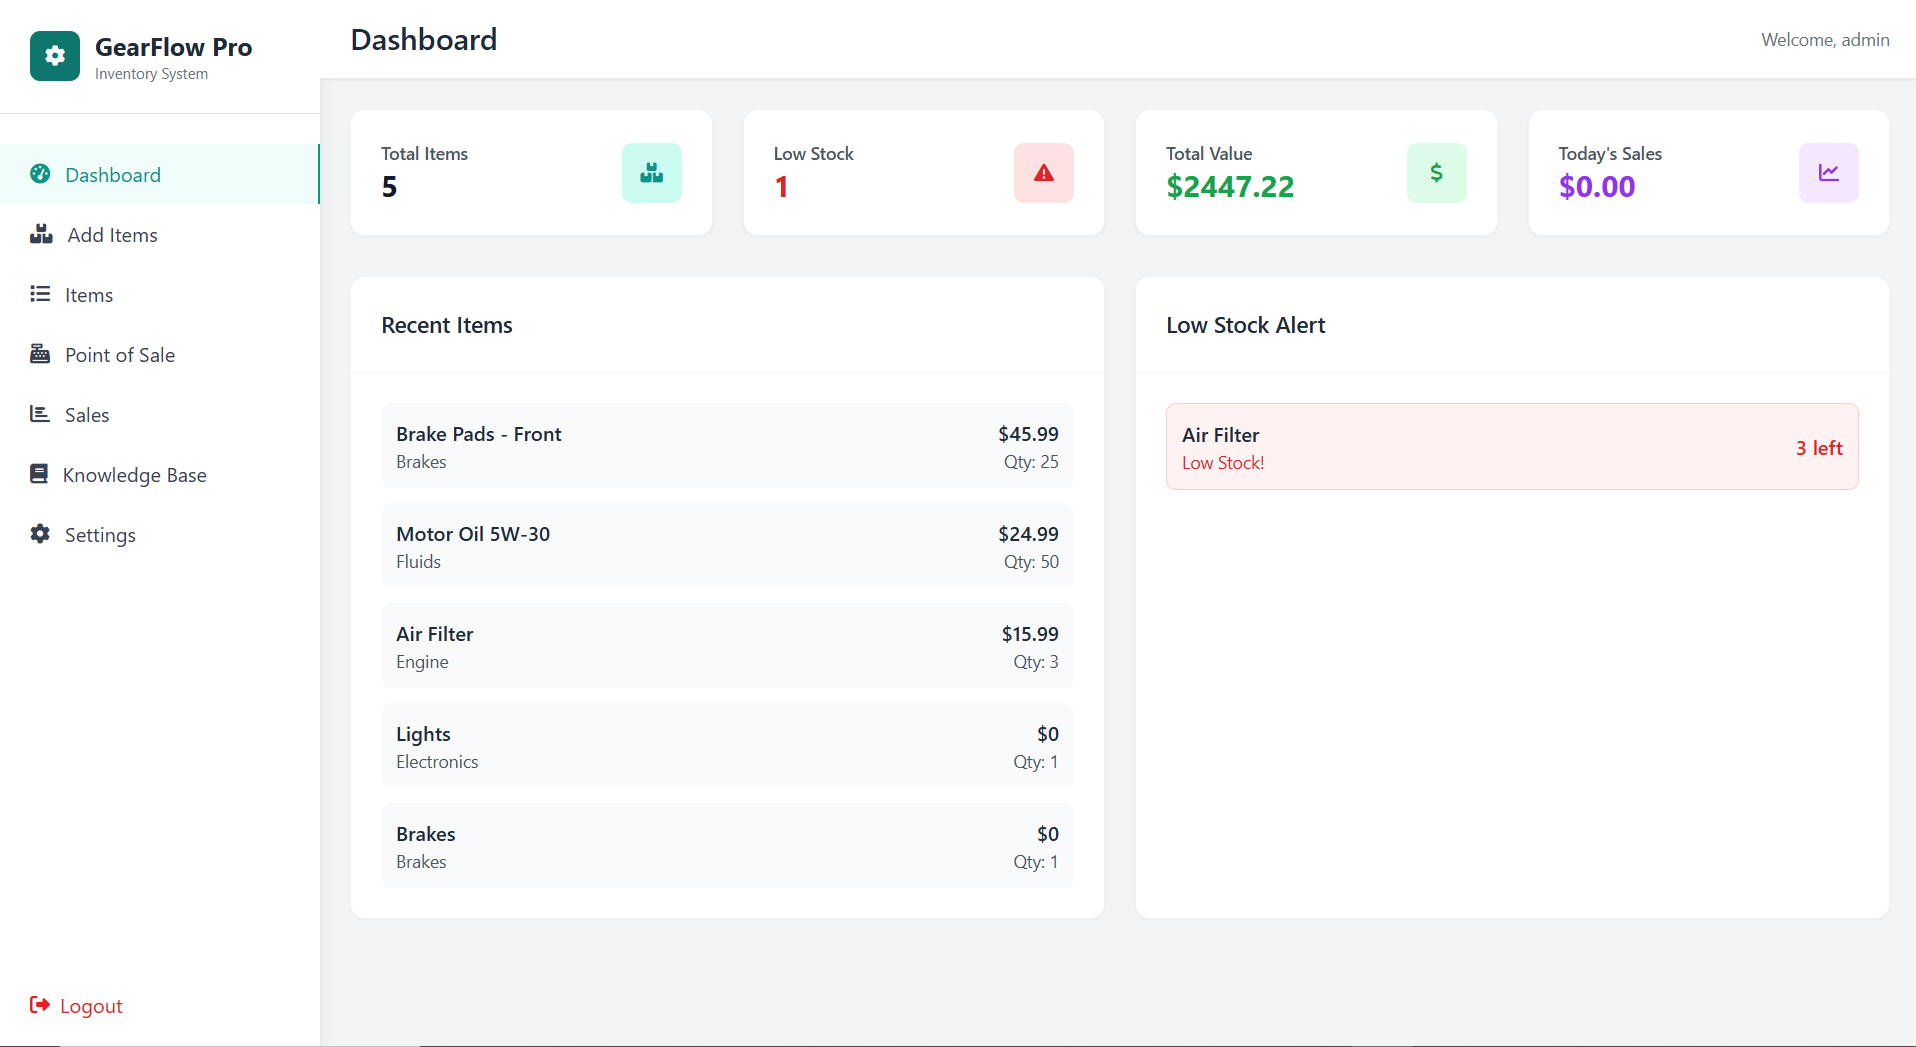 GearFlow Pro
Inventory System
Dashboard
Add Items
Items
Point of Sale
Sales
Knowledge Base
Settings
Logout
Dashboard
Welcome, admin
Total Items
5
Low Stock
1
Total Value
$2447.22
Today's Sales
$0.00
Recent Items
Brake Pads - Front
$45.99
Brakes
Qty: 25
Motor Oil 5W-30
$24.99
Fluids
Qty: 50
Air Filter
$15.99
Engine
Qty: 3
Lights
$0
Electronics
Qty: 1
Brakes
$0
Brakes
Qty: 1
Low Stock Alert
Air Filter
Low Stock!
3 left